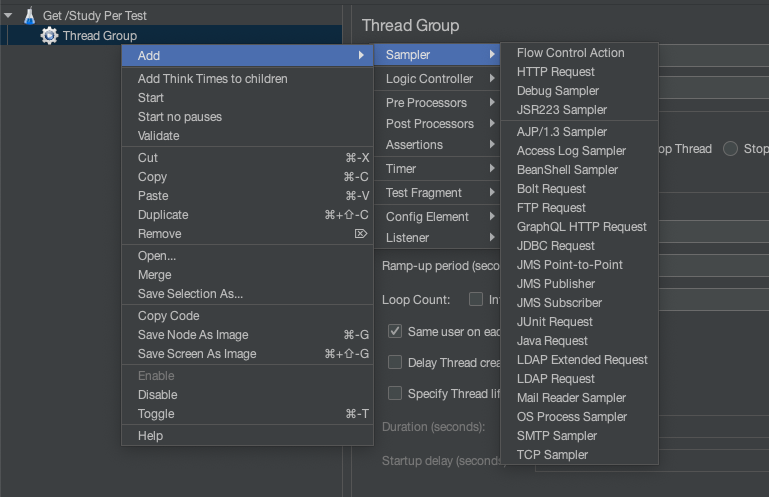 Get /Study Per Test
Thread Group
Thread Group
Add
Add Think Times to children
Start
Start no pauses
Validate
Cut ⌘-X
Copy ⌘-C
Paste ⌘-V
Duplicate ⌘+⇧-C
Remove ⌦
Open...
Merge
Save Selection As...
Copy Code
Save Node As Image ⌘-G
Save Screen As Image ⌘+⇧-G
Enable
Disable
Toggle ⌘-T
Help
Sampler
Logic Controller
Pre Processors
Post Processors
Assertions
Timer
Test Fragment
Config Element
Listener
Flow Control Action
HTTP Request
Debug Sampler
JSR223 Sampler
AJP/1.3 Sampler
Access Log Sampler
BeanShell Sampler
Bolt Request
FTP Request
GraphQL HTTP Request
JDBC Request
JMS Point-to-Point
JMS Publisher
JMS Subscriber
JUnit Request
Java Request
LDAP Extended Request
LDAP Request
Mail Reader Sampler
OS Process Sampler
SMTP Sampler
TCP Sampler
op Thread Stop
Ramp-up period (seco
Loop Count: In
Same user on eac
Delay Thread crea
Specify Thread lif
Duration (seconds):
Startup delay (seconds